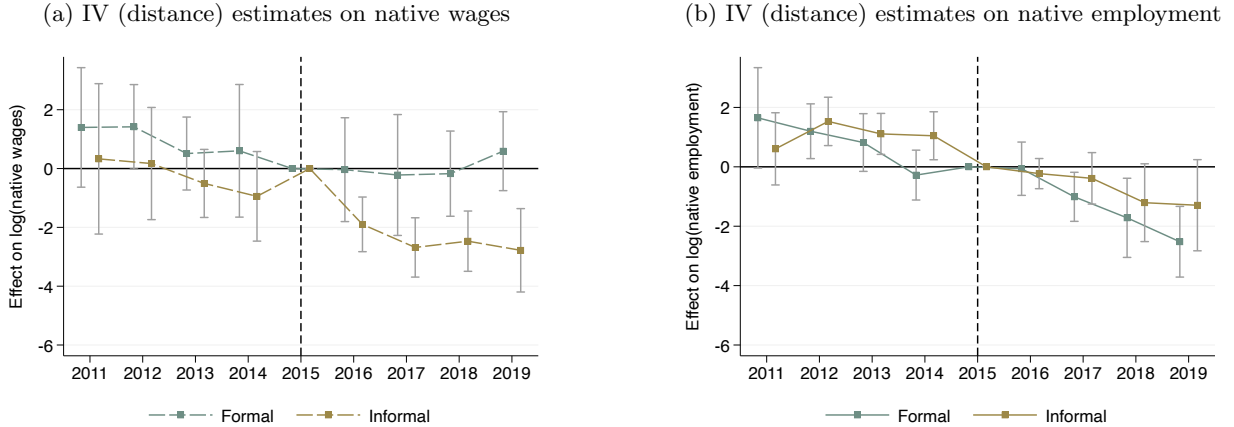 (a) IV (distance) estimates on native wages
Effect on log(native wages)
2
0
-2
-4
-6
2011 2012 2013 2014 2015 2016 2017 2018 2019
Formal Informal
(b) IV (distance) estimates on native employment
Effect on log(native employment)
2
0
-2
-4
-6
2011 2012 2013 2014 2015 2016 2017 2018 2019
Formal Informal